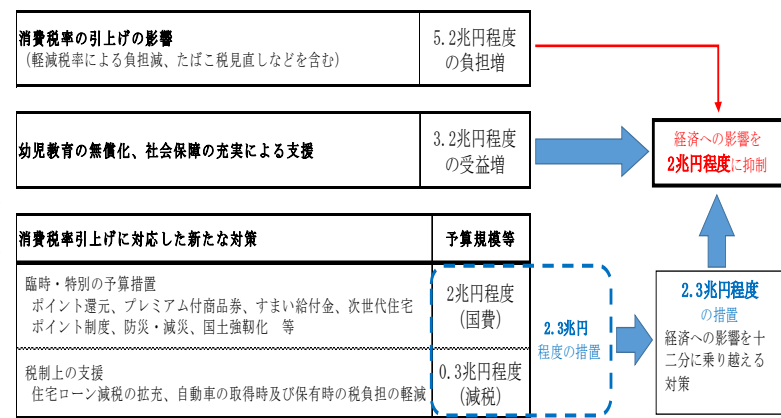 消費税率の引上げの影響
(軽減税率による負担減、たばこ税見直しなどを含む)
5.2兆円程度
の負担増
幼児教育の無償化、社会保障の充実による支援
3.2兆円程度
の受益増
経済への影響を
2兆円程度に抑制
消費税率引上げに対応した新たな対策
予算規模等
臨時・特別の予算措置
ポイント還元、プレミアム付商品券、すまい給付金、次世代住宅
ポイント制度、防災・減災、国土強靱化 等
2兆円程度
(国費)
税制上の支援
住宅ローン減税の拡充、自動車の取得時及び保有時の税負担の軽減
0.3兆円程度
(減税)
2.3兆円
程度の措置
2.3兆円程度
の措置
経済への影響を十
二分に乗り越える
対策